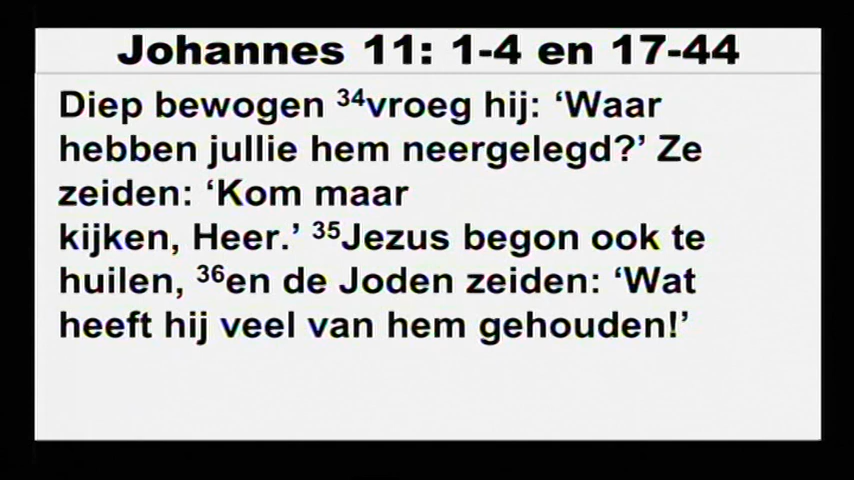 Johannes 11: 1-4 en 17-44
Diep bewogen ³⁴vroeg hij: ‘Waar
hebben jullie hem neergelegd?’ Ze
zeiden: ‘Kom maar
kijken, Heer.’ ³⁵Jezus begon ook te
huilen, ³⁶en de Joden zeiden: ‘Wat
heeft hij veel van hem gehouden!’